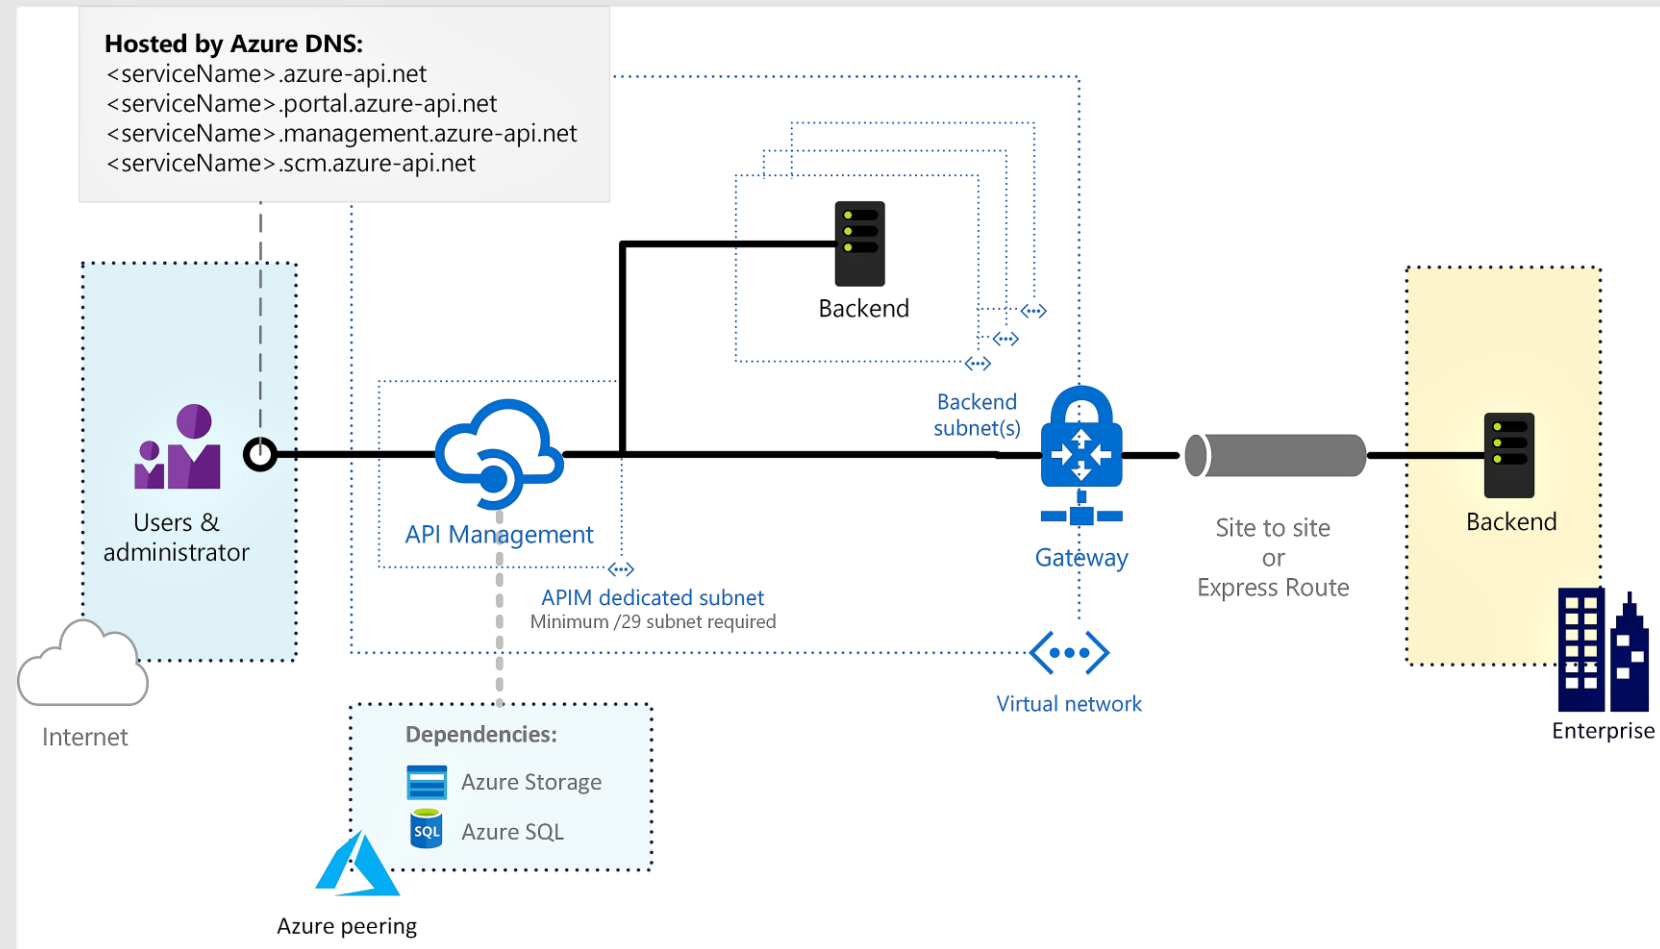 Hosted by Azure DNS:
<serviceName>.azure-api.net
<serviceName>.portal.azure-api.net
<serviceName>.management.azure-api.net
<serviceName>.scm.azure-api.net
Backend
Backend
subnet(s)
Users &
administrator
API Management
APIM dedicated subnet
Minimum /29 subnet required
Gateway
Site to site
or
Express Route
Backend
Internet
Virtual network
Enterprise
Dependencies:
Azure Storage
SQL
Azure SQL
Azure peering